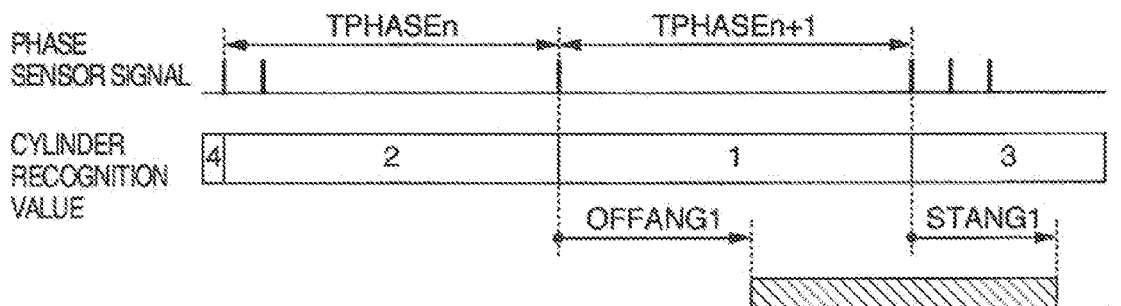 TPHASEn TPHASEn+1
PHASE
SENSOR SIGNAL
CYLINDER
RECOGNITION
VALUE
4 2 1 3
OFFANG1 STANG1